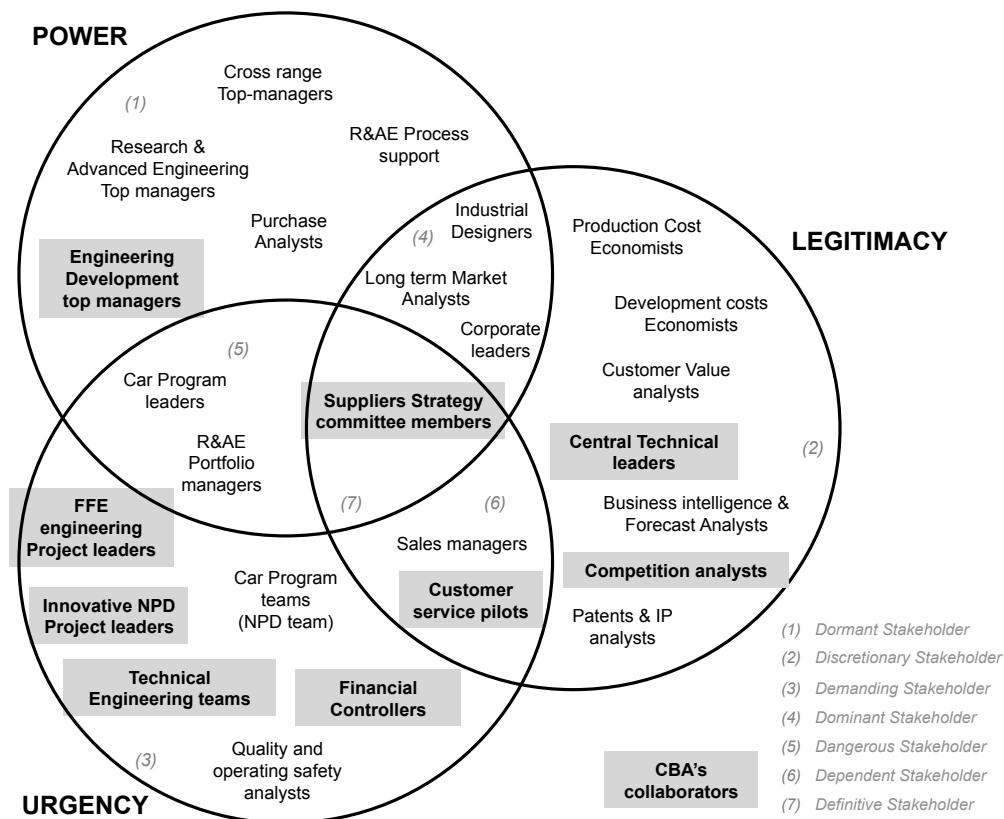 POWER
(1)
Cross range
Top-managers
R&AE Process
support
Research &
Advanced Engineering
Top managers
Purchase
Analysts
Engineering
Development
top managers
Industrial
Designers
(4)
Long term Market
Analysts
Corporate
leaders
LEGITIMACY
Production Cost
Economists
Development costs
Economists
Customer Value
analysts
Central Technical
leaders
(2)
Business intelligence &
Forecast Analysts
Competition analysts
Patents & IP
analysts
(5)
Car Program
leaders
R&AE
Portfolio
managers
Suppliers Strategy
committee members
(7)
(6)
Sales managers
Customer
service pilots
FFE
engineering
Project leaders
Innovative NPD
Project leaders
Car Program
teams
(NPD team)
Technical
Engineering teams
Financial
Controllers
(3)
Quality and
operating safety
analysts
URGENCY
CBA's
collaborators
(1) Dormant Stakeholder
(2) Discretionary Stakeholder
(3) Demanding Stakeholder
(4) Dominant Stakeholder
(5) Dangerous Stakeholder
(6) Dependent Stakeholder
(7) Definitive Stakeholder